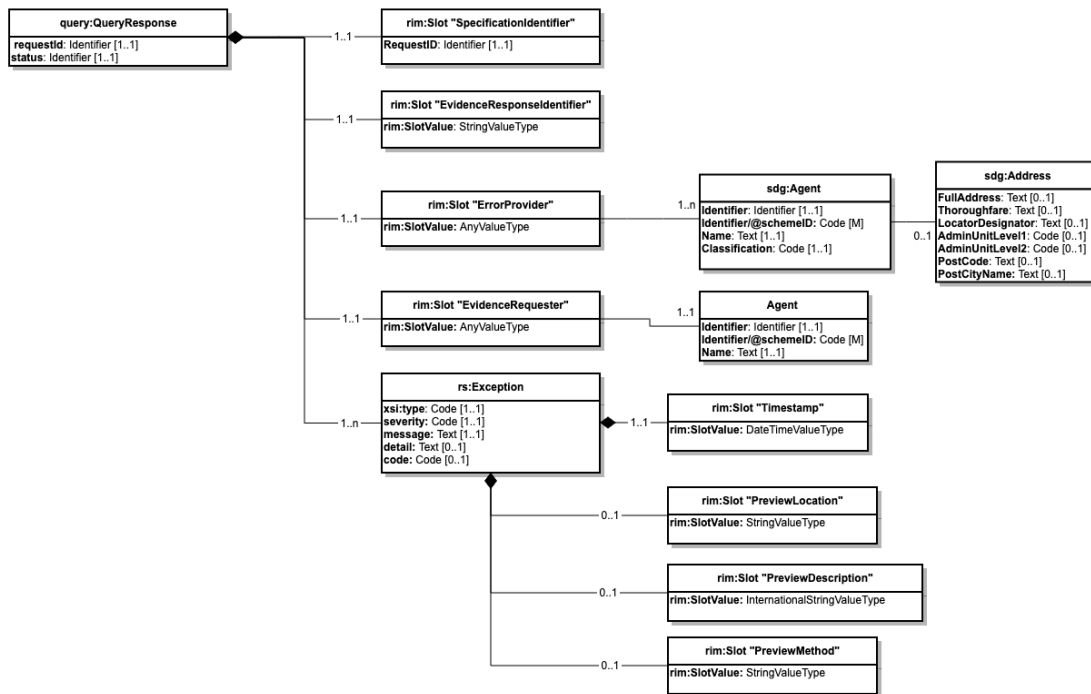 query:QueryResponse
requestId: Identifier [1..1]
status: Identifier [1..1]
1..1
rim:Slot "SpecificationIdentifier"
RequestID: Identifier [1..1]
1..1
rim:Slot "EvidenceResponseIdentifier"
rim:SlotValue: StringValueType
1..1
rim:Slot "ErrorProvider"
rim:SlotValue: AnyValueType
1..n
sdg:Agent
Identifier: Identifier [1..1]
Identifier/@schemeID: Code [M]
Name: Text [1..1]
Classification: Code [1..1]
0..1
sdg:Address
FullAddress: Text [0..1]
Thoroughfare: Text [0..1]
LocatorDesignator: Text [0..1]
AdminUnitLevel1: Code [0..1]
AdminUnitLevel2: Code [0..1]
PostCode: Text [0..1]
PostCityName: Text [0..1]
1..1
rim:Slot "EvidenceRequester"
rim:SlotValue: AnyValueType
1..1
Agent
Identifier: Identifier [1..1]
Identifier/@schemeID: Code [M]
Name: Text [1..1]
1..n
rs:Exception
xsi:type: Code [1..1]
severity: Code [1..1]
message: Text [1..1]
detail: Text [0..1]
code: Code [0..1]
1..1
rim:Slot "Timestamp"
rim:SlotValue: DateTimeValueType
0..1
rim:Slot "PreviewLocation"
rim:SlotValue: StringValueType
0..1
rim:Slot "PreviewDescription"
rim:SlotValue: InternationalStringValueType
0..1
rim:Slot "PreviewMethod"
rim:SlotValue: StringValueType